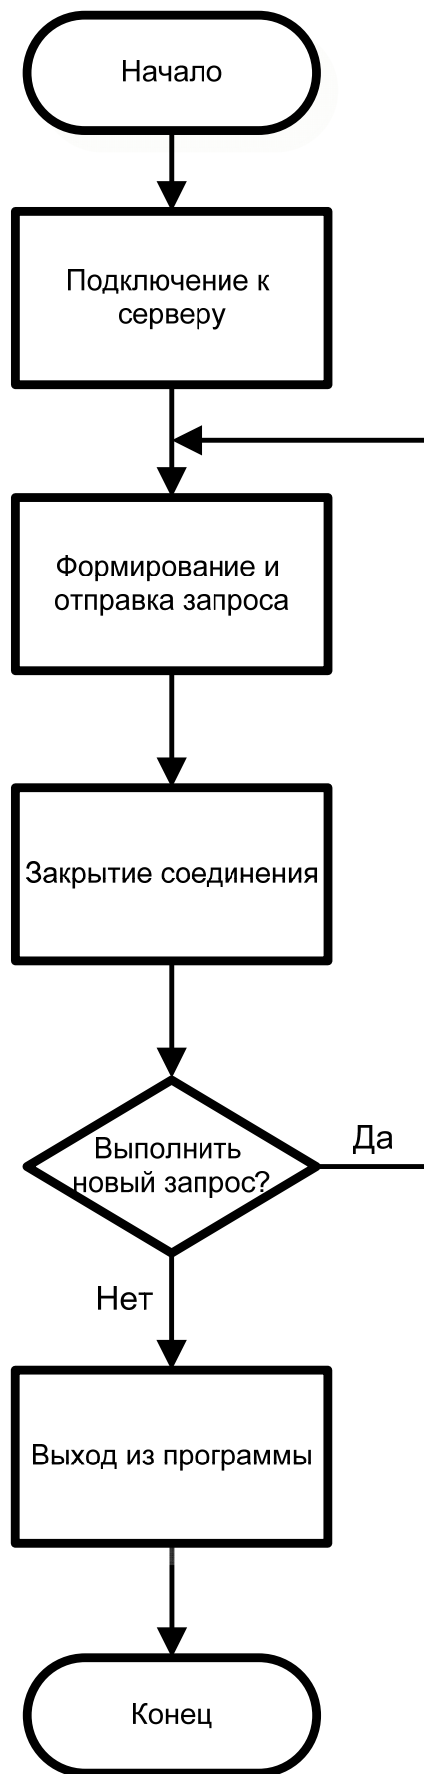 Начало
Подключение к
серверу
Формирование и
отправка запроса
Закрытие соединения
Выполнить
новый запрос?
Да
Нет
Выход из программы
Конец